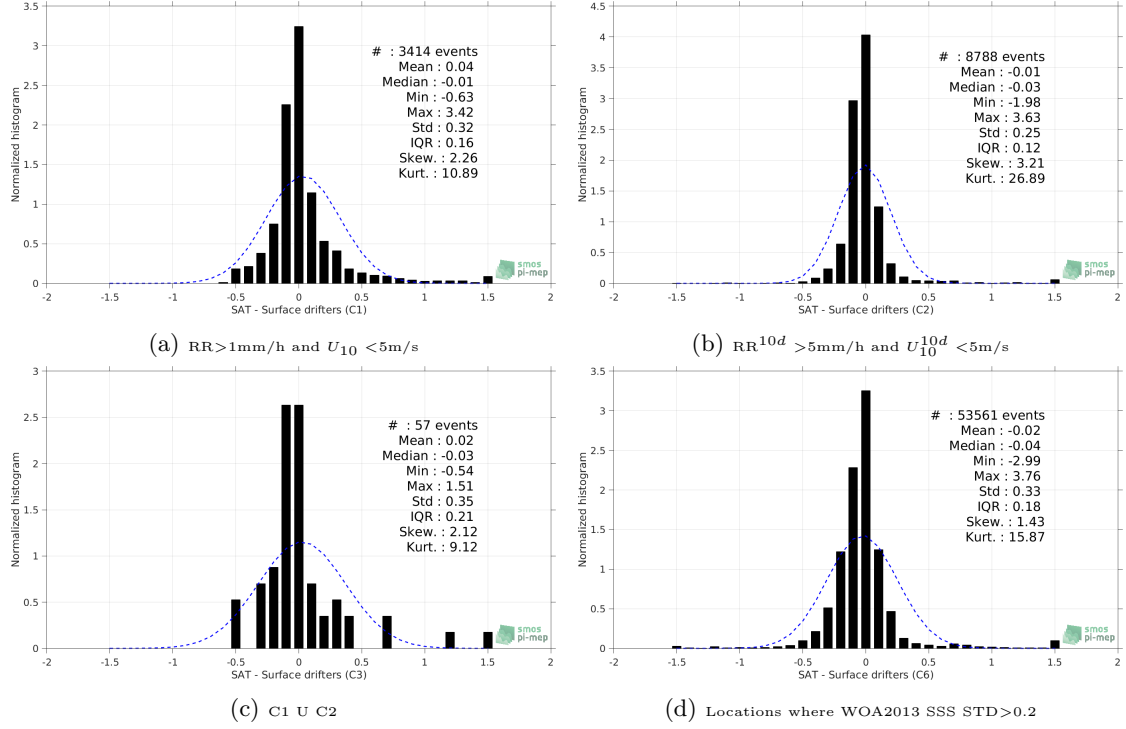 3.5
3
2.5
2
1.5
1
0.5
0
-2 -1.5 -1 -0.5 0 0.5 1 1.5 2
Normalized histogram
SAT - Surface drifters (C1)
# : 3414 events
Mean : 0.04
Median : -0.01
Min : -0.63
Max : 3.42
Std : 0.32
IQR : 0.16
Skew. : 2.26
Kurt. : 10.89
smos
pi-mep
(a) RR>1mm/h and U10 <5m/s
4.5
4
3.5
3
2.5
2
1.5
1
0.5
0
-2 -1.5 -1 -0.5 0 0.5 1 1.5 2
Normalized histogram
SAT - Surface drifters (C2)
# : 8788 events
Mean : -0.01
Median : -0.03
Min : -1.98
Max : 3.63
Std : 0.25
IQR : 0.12
Skew. : 3.21
Kurt. : 26.89
smos
pi-mep
(b) RR^10d >5mm/h and U10^10d <5m/s
3
2.5
2
1.5
1
0.5
0
-2 -1.5 -1 -0.5 0 0.5 1 1.5 2
Normalized histogram
SAT - Surface drifters (C3)
# : 57 events
Mean : 0.02
Median : -0.03
Min : -0.54
Max : 1.51
Std : 0.35
IQR : 0.21
Skew. : 2.12
Kurt. : 9.12
smos
pi-mep
(c) C1 U C2
3.5
3
2.5
2
1.5
1
0.5
0
-2 -1.5 -1 -0.5 0 0.5 1 1.5 2
Normalized histogram
SAT - Surface drifters (C6)
# : 53561 events
Mean : -0.02
Median : -0.04
Min : -2.99
Max : 3.76
Std : 0.33
IQR : 0.18
Skew. : 1.43
Kurt. : 15.87
smos
pi-mep
(d) Locations where WOA2013 SSS STD>0.2